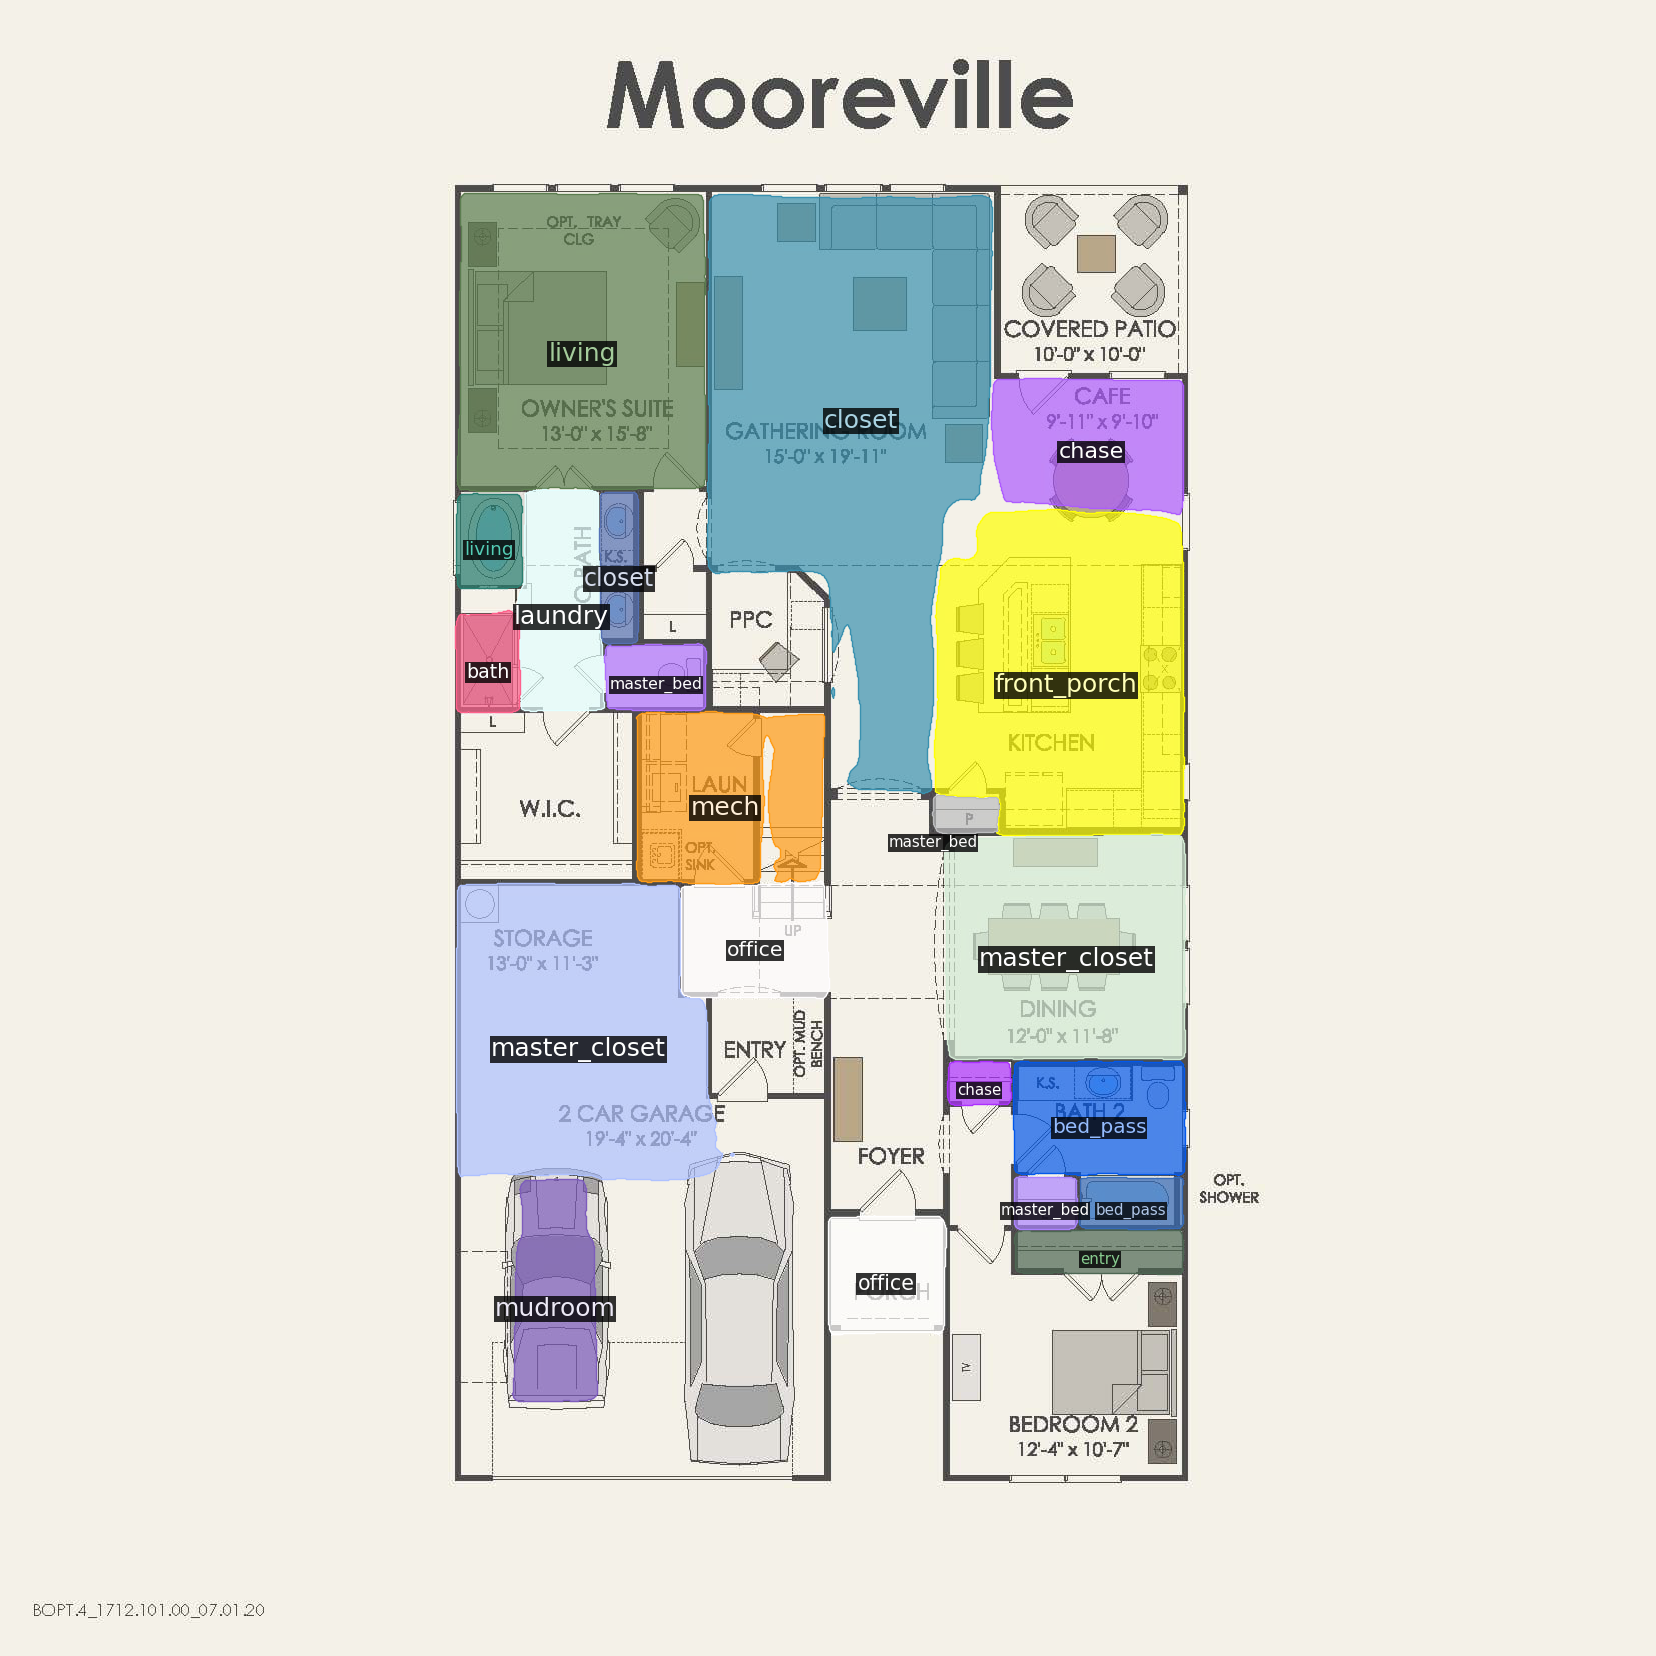 Mooreville
OPT. TRAY
CLG
living
OWNER'S SUITE
13'-0" x 15'-8"
closet
GATHERING ROOM
15'-0" x 19'-11"
COVERED PATIO
10'-0" x 10'-0"
CAFE
9'-11" x 9'-10"
chase
living
K.S.
closet
laundry
BATH
bath
master_bed
L
PPC
front_porch
KITCHEN
L
W.I.C.
LAUN
mech
OPT.
SINK
P
master_bed
STORAGE
13'-0" x 11'-3"
UP
office
master_closet
DINING
12'-0" x 11'-8"
master_closet
ENTRY
OPT. MUD
BENCH
2 CAR GARAGE
19'-4" x 20'-4"
FOYER
chase
K.S.
BATH 2
bed_pass
OPT.
SHOWER
master_bed
bed_pass
entry
office
PORCH
mudroom
TV
BEDROOM 2
12'-4" x 10'-7"
BOPT.4_1712.101.00_07.01.20